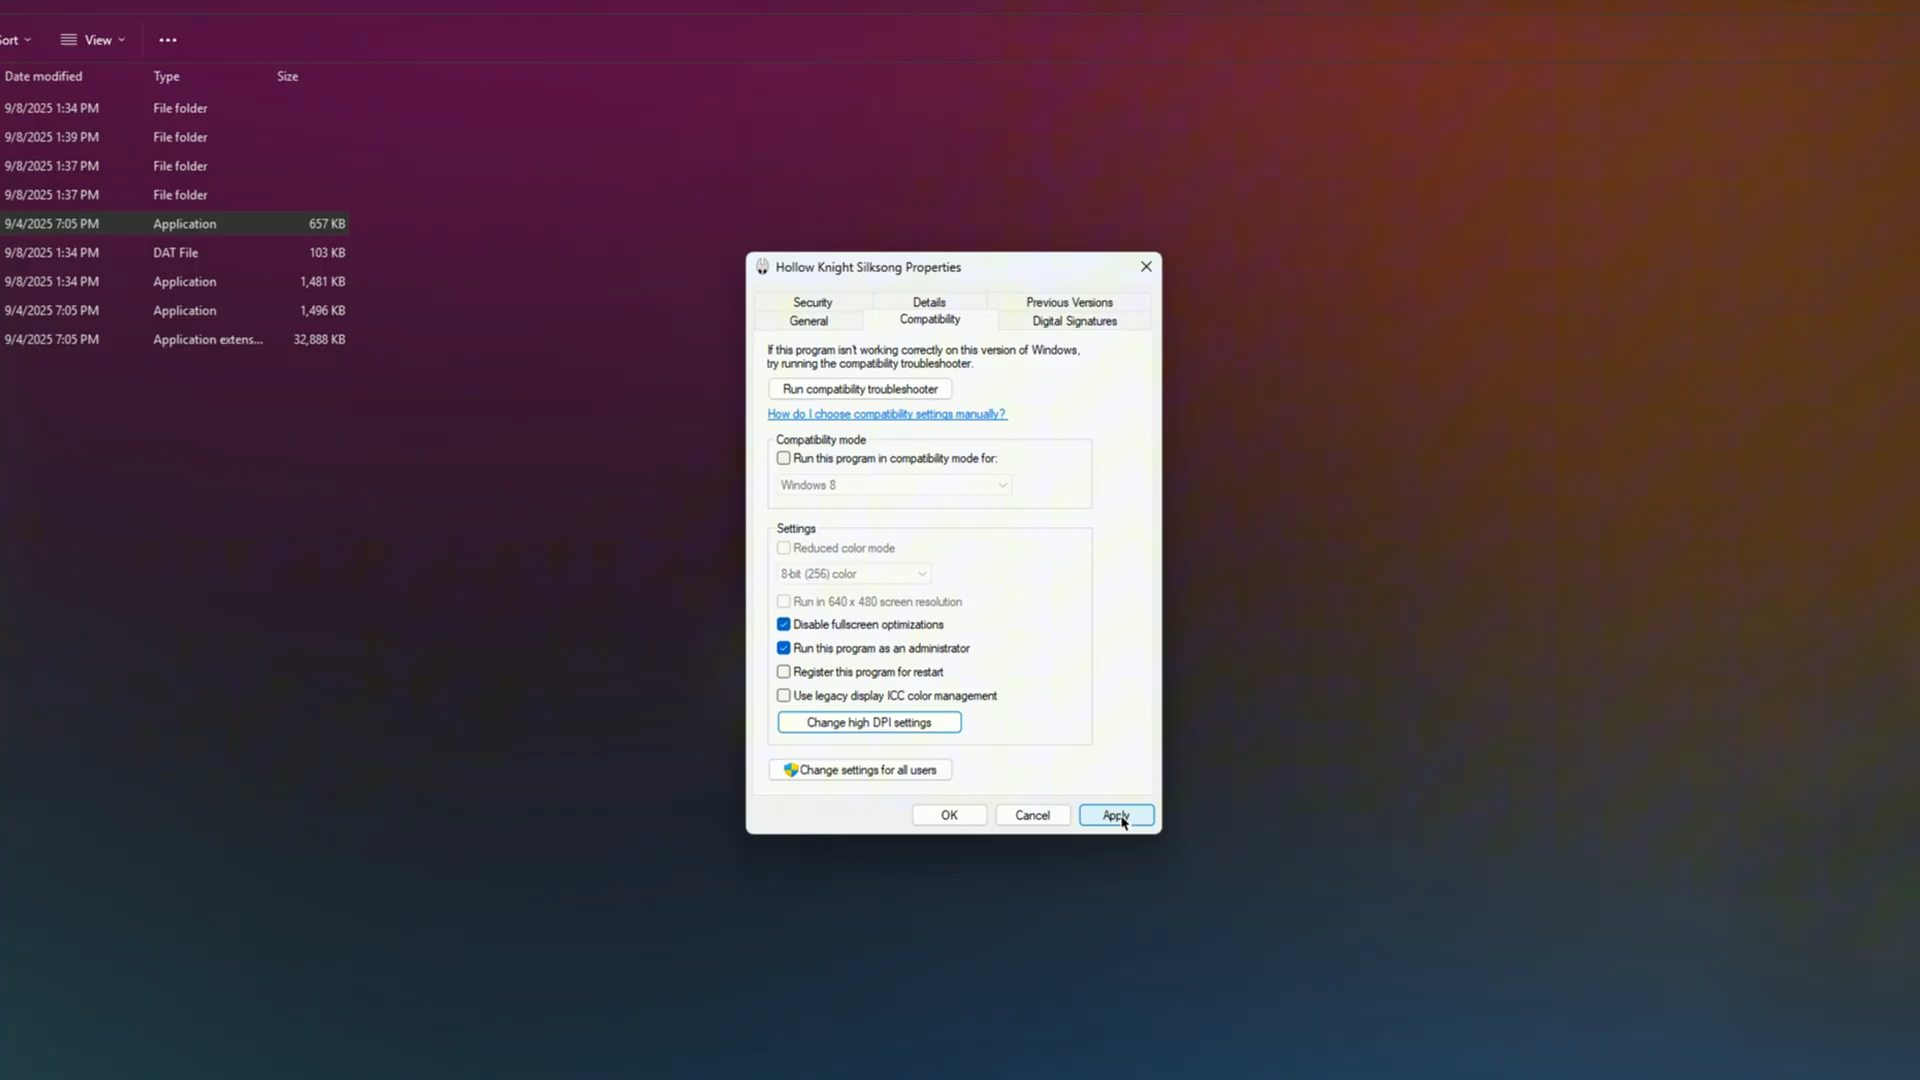 View
Date modified Type Size
9/8/2025 1:34 PM File folder
9/8/2025 1:39 PM File folder
9/8/2025 1:37 PM File folder
9/8/2025 1:37 PM File folder
9/4/2025 7:05 PM Application 657 KB
9/8/2025 1:34 PM DAT File 103 KB
9/8/2025 1:34 PM Application 1,481 KB
9/4/2025 7:05 PM Application 1,496 KB
9/4/2025 7:05 PM Application extens... 32,888 KB
Hollow Knight Silksong Properties
Security Details Previous Versions
General Compatibility Digital Signatures
If this program isn't working correctly on this version of Windows,
try running the compatibility troubleshooter.
Run compatibility troubleshooter
How do I choose compatibility settings manually?
Compatibility mode
Run this program in compatibility mode for:
Windows 8
Settings
Reduced color mode
8-bit (256) color
Run in 640 x 480 screen resolution
Disable fullscreen optimizations
Run this program as an administrator
Register this program for restart
Use legacy display ICC color management
Change high DPI settings
Change settings for all users
OK Cancel Apply